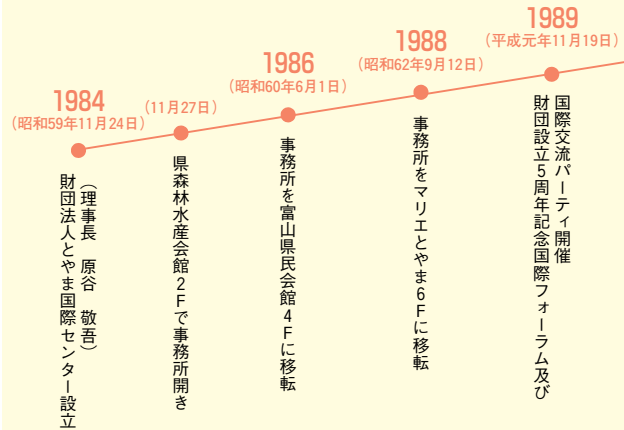 1984
（昭和59年11月24日）
財団法人とやま国際センター設立
（理事長　原谷　敬吾）
（11月27日）
県森林水産会館2Fで事務所開き
1986
（昭和60年6月1日）
事務所を富山県民会館4Fに移転
1988
（昭和62年9月12日）
事務所をマリエとやま6Fに移転
1989
（平成元年11月19日）
財団設立5周年記念国際フォーラム及び
国際交流パーティ開催